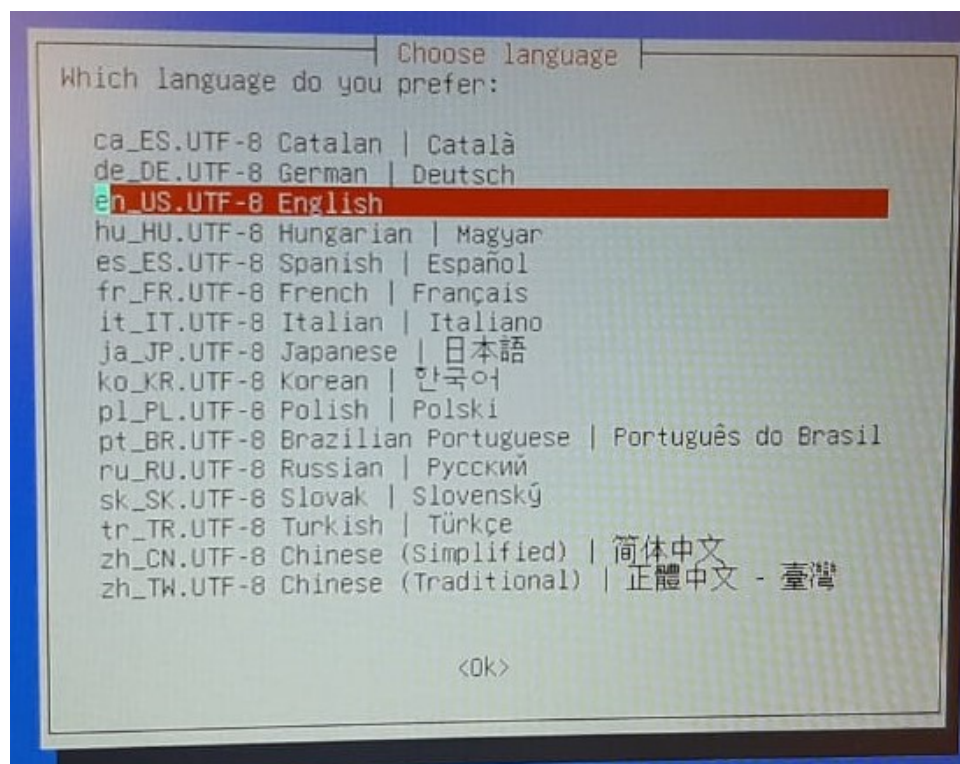 Choose language
Which language do you prefer:
ca_ES.UTF-8 Catalan | Català
de_DE.UTF-8 German | Deutsch
en_US.UTF-8 English
hu_HU.UTF-8 Hungarian | Magyar
es_ES.UTF-8 Spanish | Español
fr_FR.UTF-8 French | Français
it_IT.UTF-8 Italian | Italiano
ja_JP.UTF-8 Japanese | 日本語
ko_KR.UTF-8 Korean | 한국어
pl_PL.UTF-8 Polish | Polski
pt_BR.UTF-8 Brazilian Portuguese | Português do Brasil
ru_RU.UTF-8 Russian | Русский
sk_SK.UTF-8 Slovak | Slovenský
tr_TR.UTF-8 Turkish | Türkçe
zh_CN.UTF-8 Chinese (Simplified) | 简体中文
zh_TW.UTF-8 Chinese (Traditional) | 正體中文 - 臺灣
<Ok>